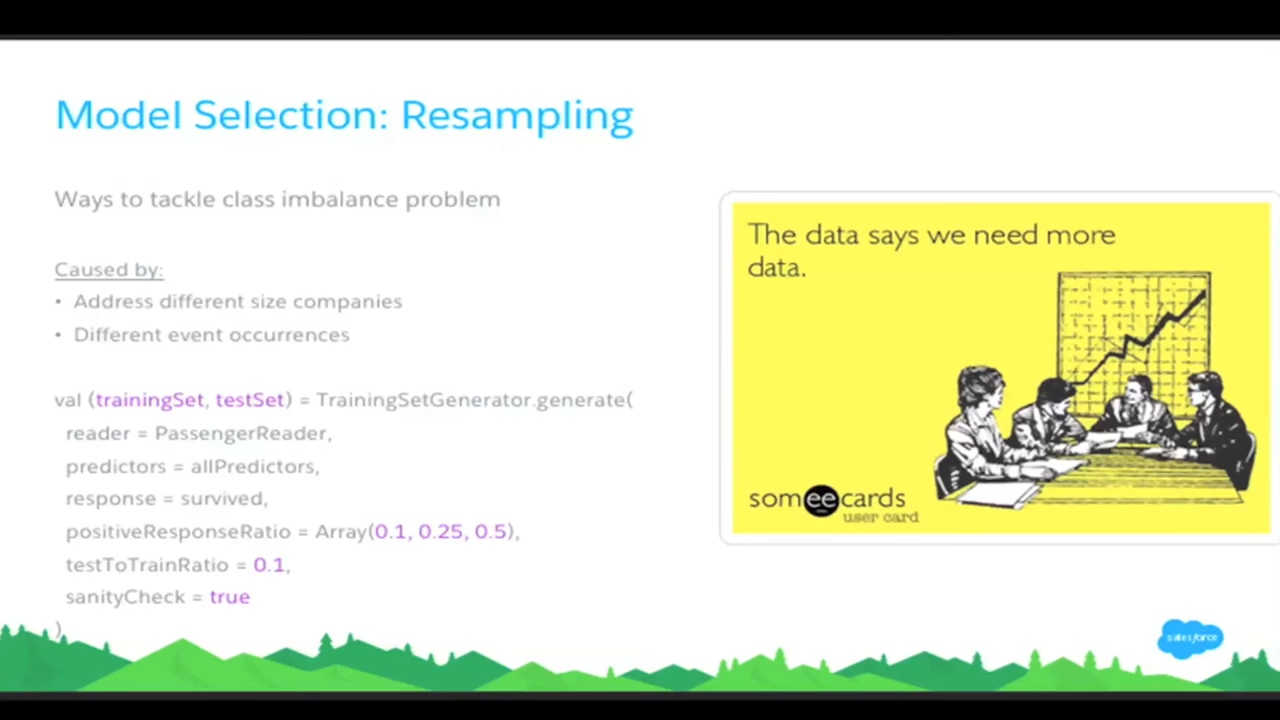 Model Selection: Resampling
Ways to tackle class imbalance problem
Caused by:
• Address different size companies
• Different event occurrences
val (trainingSet, testSet) = TrainingSetGenerator.generate(
reader = PassengerReader,
predictors = allPredictors,
response = survived,
positiveResponseRatio = Array(0.1, 0.25, 0.5),
testToTrainRatio = 0.1,
sanityCheck = true
)
The data says we need more
data.
someecards
user card
salesforce